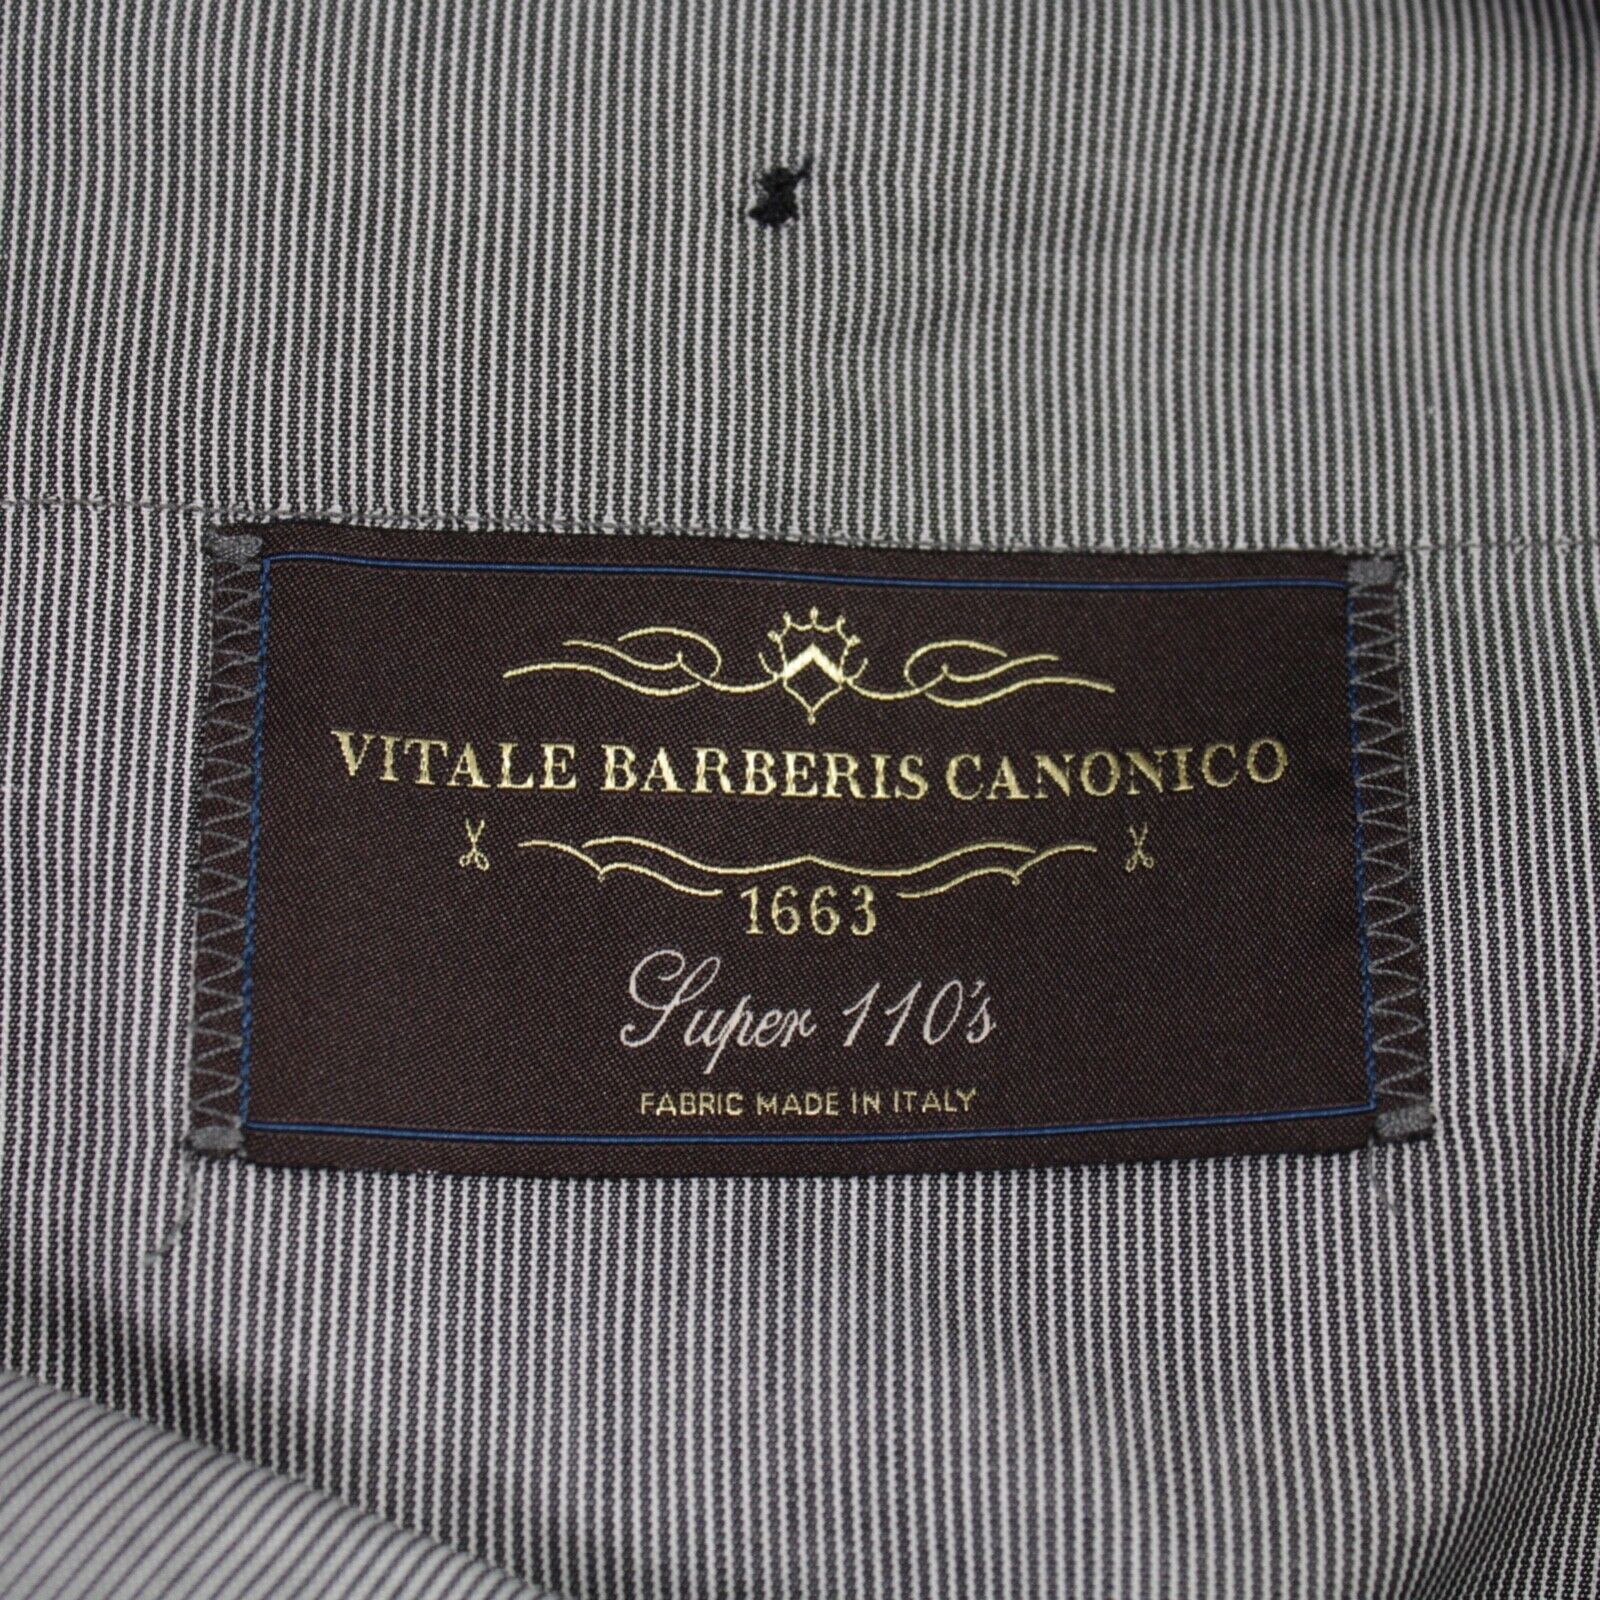 VITALE BARBERIS CANONICO
1663
Super 110's
FABRIC MADE IN ITALY